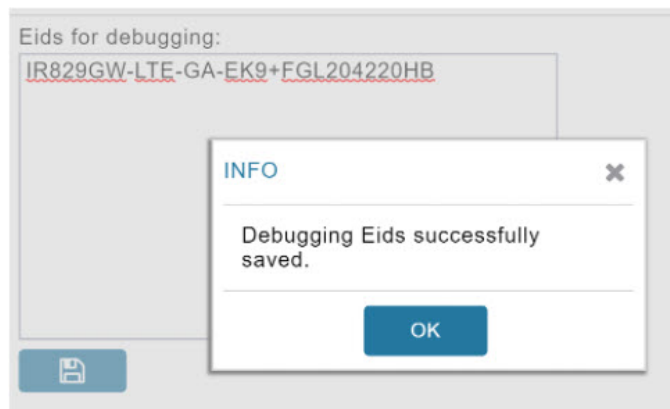 Eids for debugging:
IR829GW-LTE-GA-EK9+FGL204220HB
INFO
Debugging Eids successfully
saved.
OK